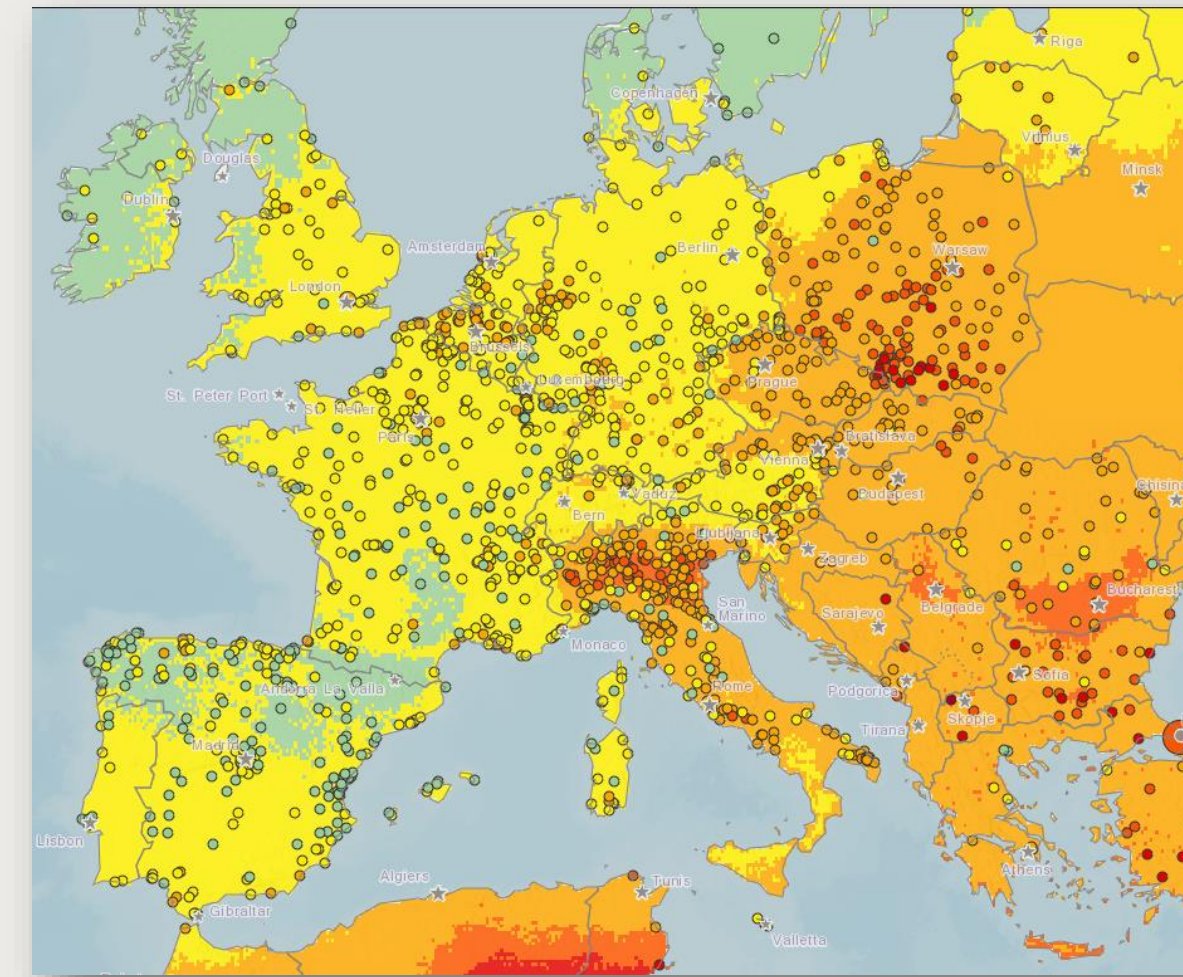 Riga
Copenhagen
Vilnius
Douglas
Minsk
Dublin
Amsterdam
Berlin
Warsaw
London
Brussels
Luxembourg
Prague
St. Peter Port
St. Helier
Paris
Bratislava
Vienna
Budapest
Vaduz
Chisina
Bern
Ljubljana
Zagreb
San
Marino
Sarajevo
Belgrade
Bucharest
Monaco
Andorra La Valla
Rome
Podgorica
Sofia
Skopje
Tirana
Madrid
Lisbon
Algiers
Tunis
Athens
Gibraltar
Valletta